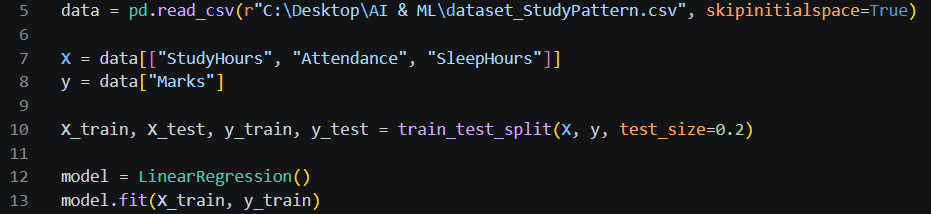 5 data = pd.read_csv(r"C:\Desktop\AI & ML\dataset_StudyPattern.csv", skipinitialspace=True)
6
7 X = data[["StudyHours", "Attendance", "SleepHours"]]
8 y = data["Marks"]
9
10 X_train, X_test, y_train, y_test = train_test_split(X, y, test_size=0.2)
11
12 model = LinearRegression()
13 model.fit(X_train, y_train)